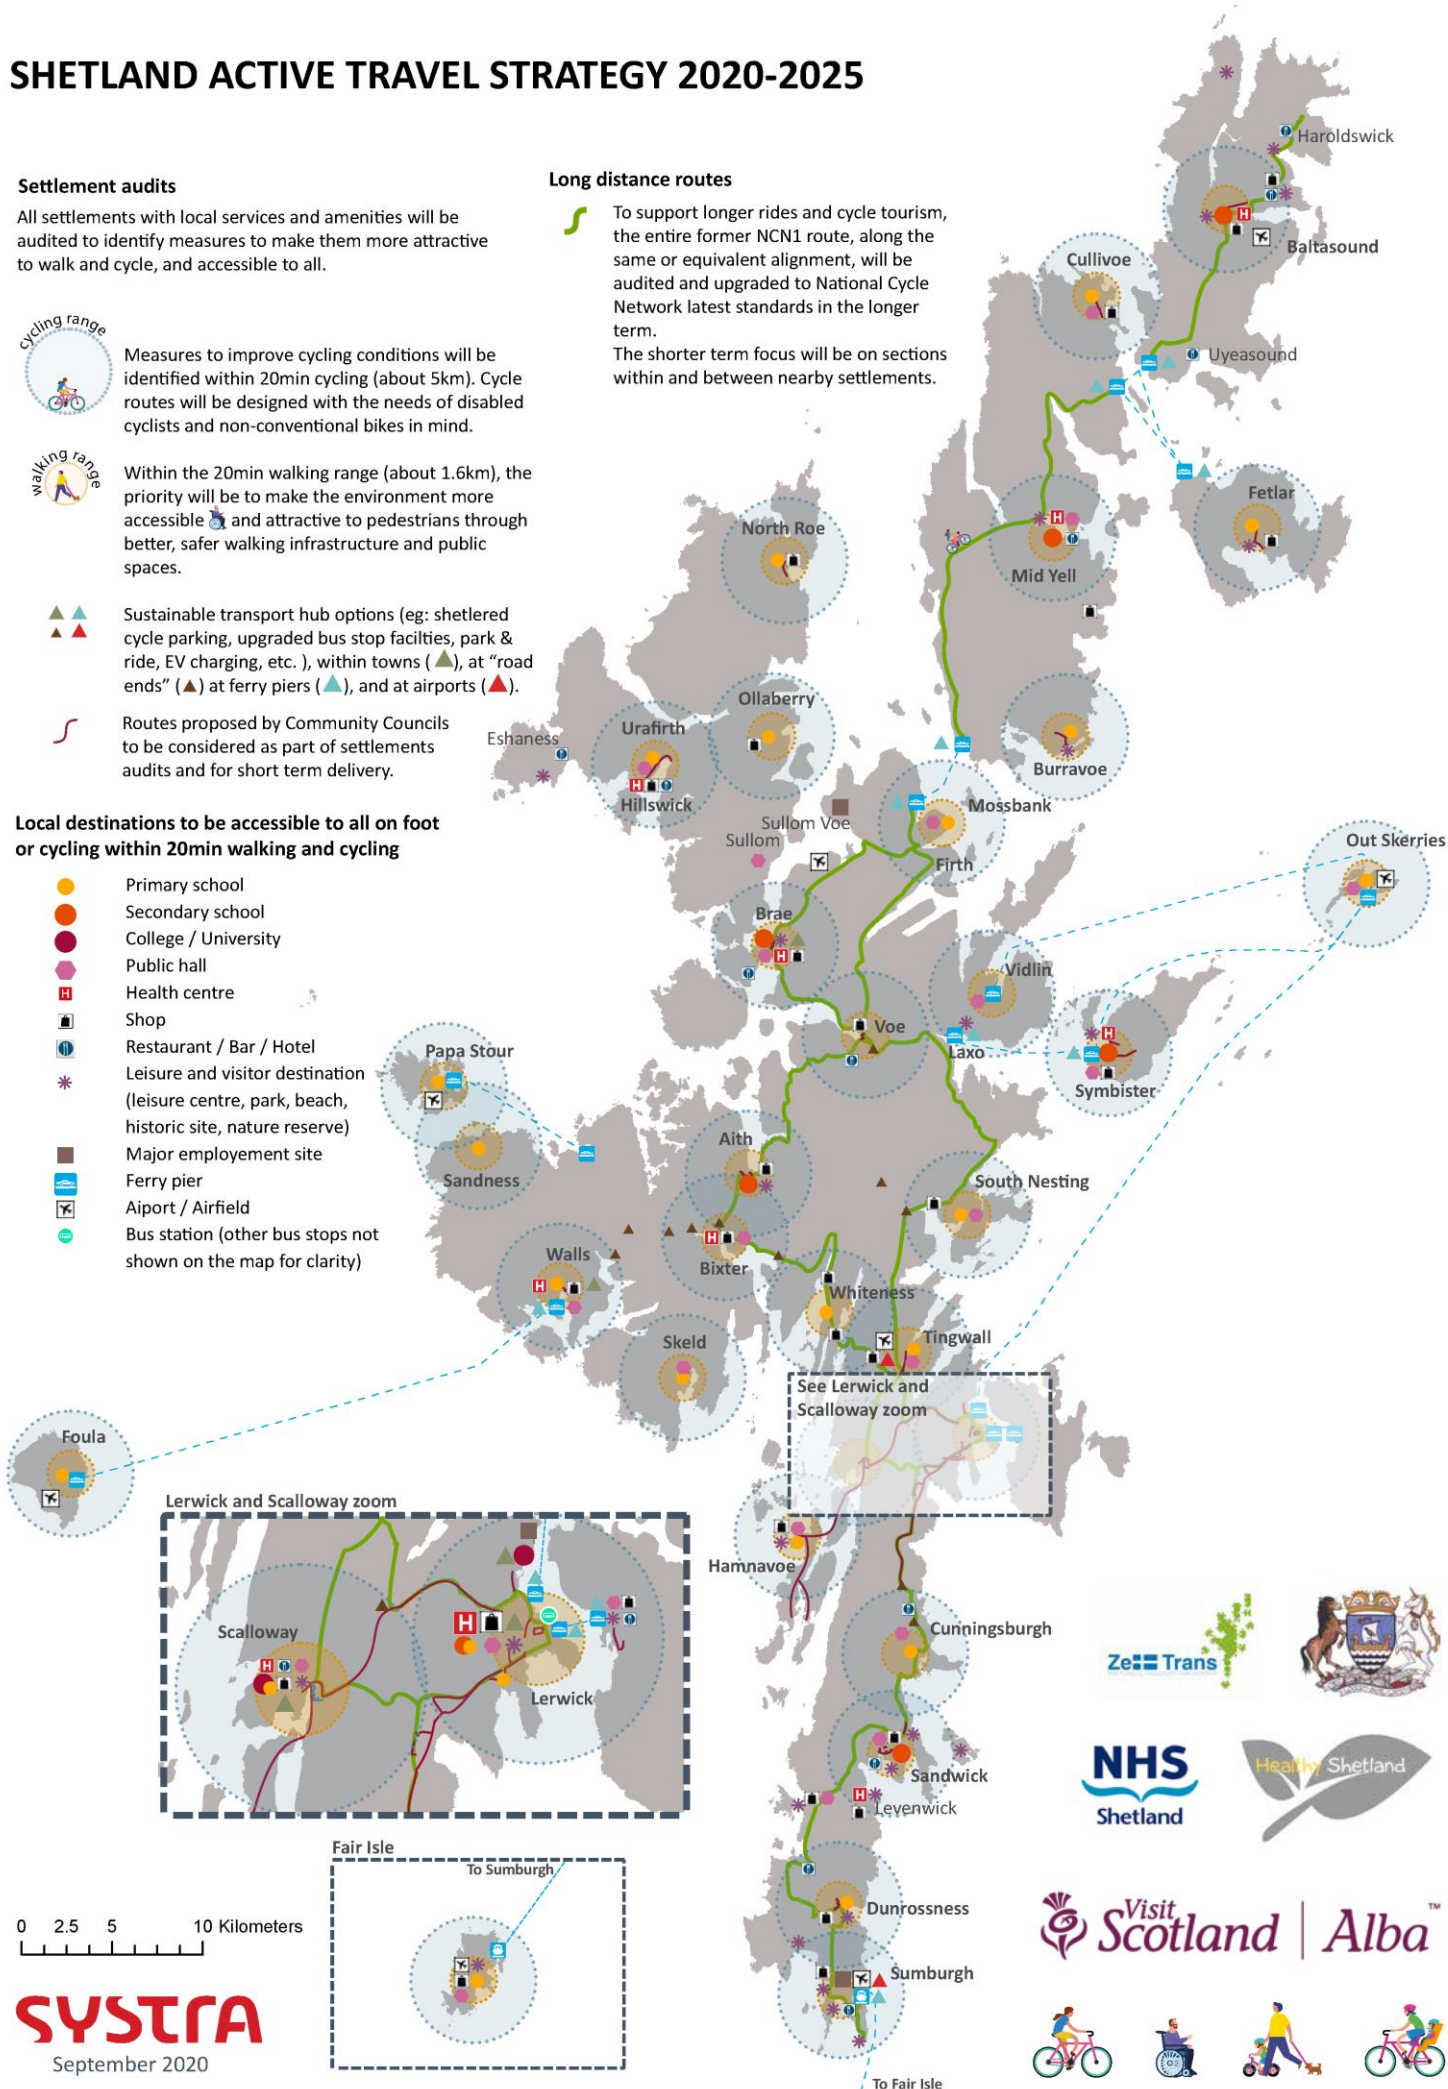 SHETLAND ACTIVE TRAVEL STRATEGY 2020-2025
Settlement audits
All settlements with local services and amenities will be
audited to identify measures to make them more attractive
to walk and cycle, and accessible to all.
cycling range
Measures to improve cycling conditions will be
identified within 20min cycling (about 5km). Cycle
routes will be designed with the needs of disabled
cyclists and non-conventional bikes in mind.
walking range
Within the 20min walking range (about 1.6km), the
priority will be to make the environment more
accessible and attractive to pedestrians through
better, safer walking infrastructure and public
spaces.
Sustainable transport hub options (eg: shetlered
cycle parking, upgraded bus stop facilties, park &
ride, EV charging, etc. ), within towns ( ), at “road
ends” ( ) at ferry piers ( ), and at airports ( ).
Routes proposed by Community Councils
to be considered as part of settlements
audits and for short term delivery.
Long distance routes
To support longer rides and cycle tourism,
the entire former NCN1 route, along the
same or equivalent alignment, will be
audited and upgraded to National Cycle
Network latest standards in the longer
term.
The shorter term focus will be on sections
within and between nearby settlements.
Local destinations to be accessible to all on foot
or cycling within 20min walking and cycling
Primary school
Secondary school
College / University
Public hall
H Health centre
Shop
Restaurant / Bar / Hotel
Leisure and visitor destination
(leisure centre, park, beach,
historic site, nature reserve)
Major employement site
Ferry pier
Aiport / Airfield
Bus station (other bus stops not
shown on the map for clarity)
Haroldswick
H
Baltasound
Cullivoe
Uyeasound
Fetlar
North Roe
H
Mid Yell
Ollaberry
Urafirth
Eshaness
H
Hillswick
Burravoe
Mossbank
Sullom Voe
Sullom
Firth
Out Skerries
Brae
H
Vidlin
Voe
Laxo
H
Symbister
Papa Stour
Sandness
Aith
South Nesting
H
Bixter
Walls
H
Whiteness
Skeld
Tingwall
See Lerwick and
Scalloway zoom
Foula
Hamnavoe
Lerwick and Scalloway zoom
H
Scalloway
H
Lerwick
Cunningsburgh
Sandwick
H
Levenwick
Dunrossness
Sumburgh
To Fair Isle
Fair Isle
To Sumburgh
0 2.5 5 10 Kilometers
SYSTRA
September 2020
ZetTrans
NHS
Shetland
Healthy Shetland
Visit
Scotland | Alba™